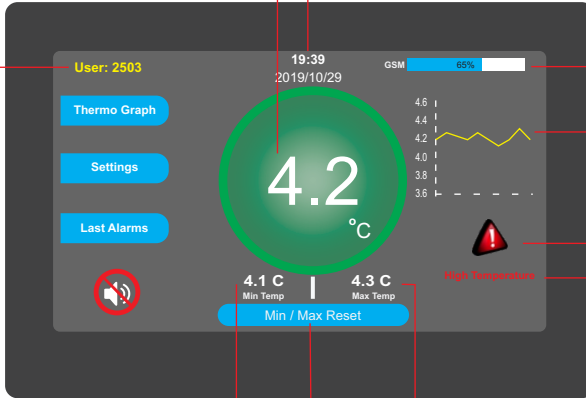 User: 2503
19:39
2019/10/29
GSM 65%
Thermo Graph
Settings
Last Alarms
4.2
°C
4.6
4.4
4.2
4.0
3.8
3.6
High Temperature
4.1 C
Min Temp
4.3 C
Max Temp
Min / Max Reset